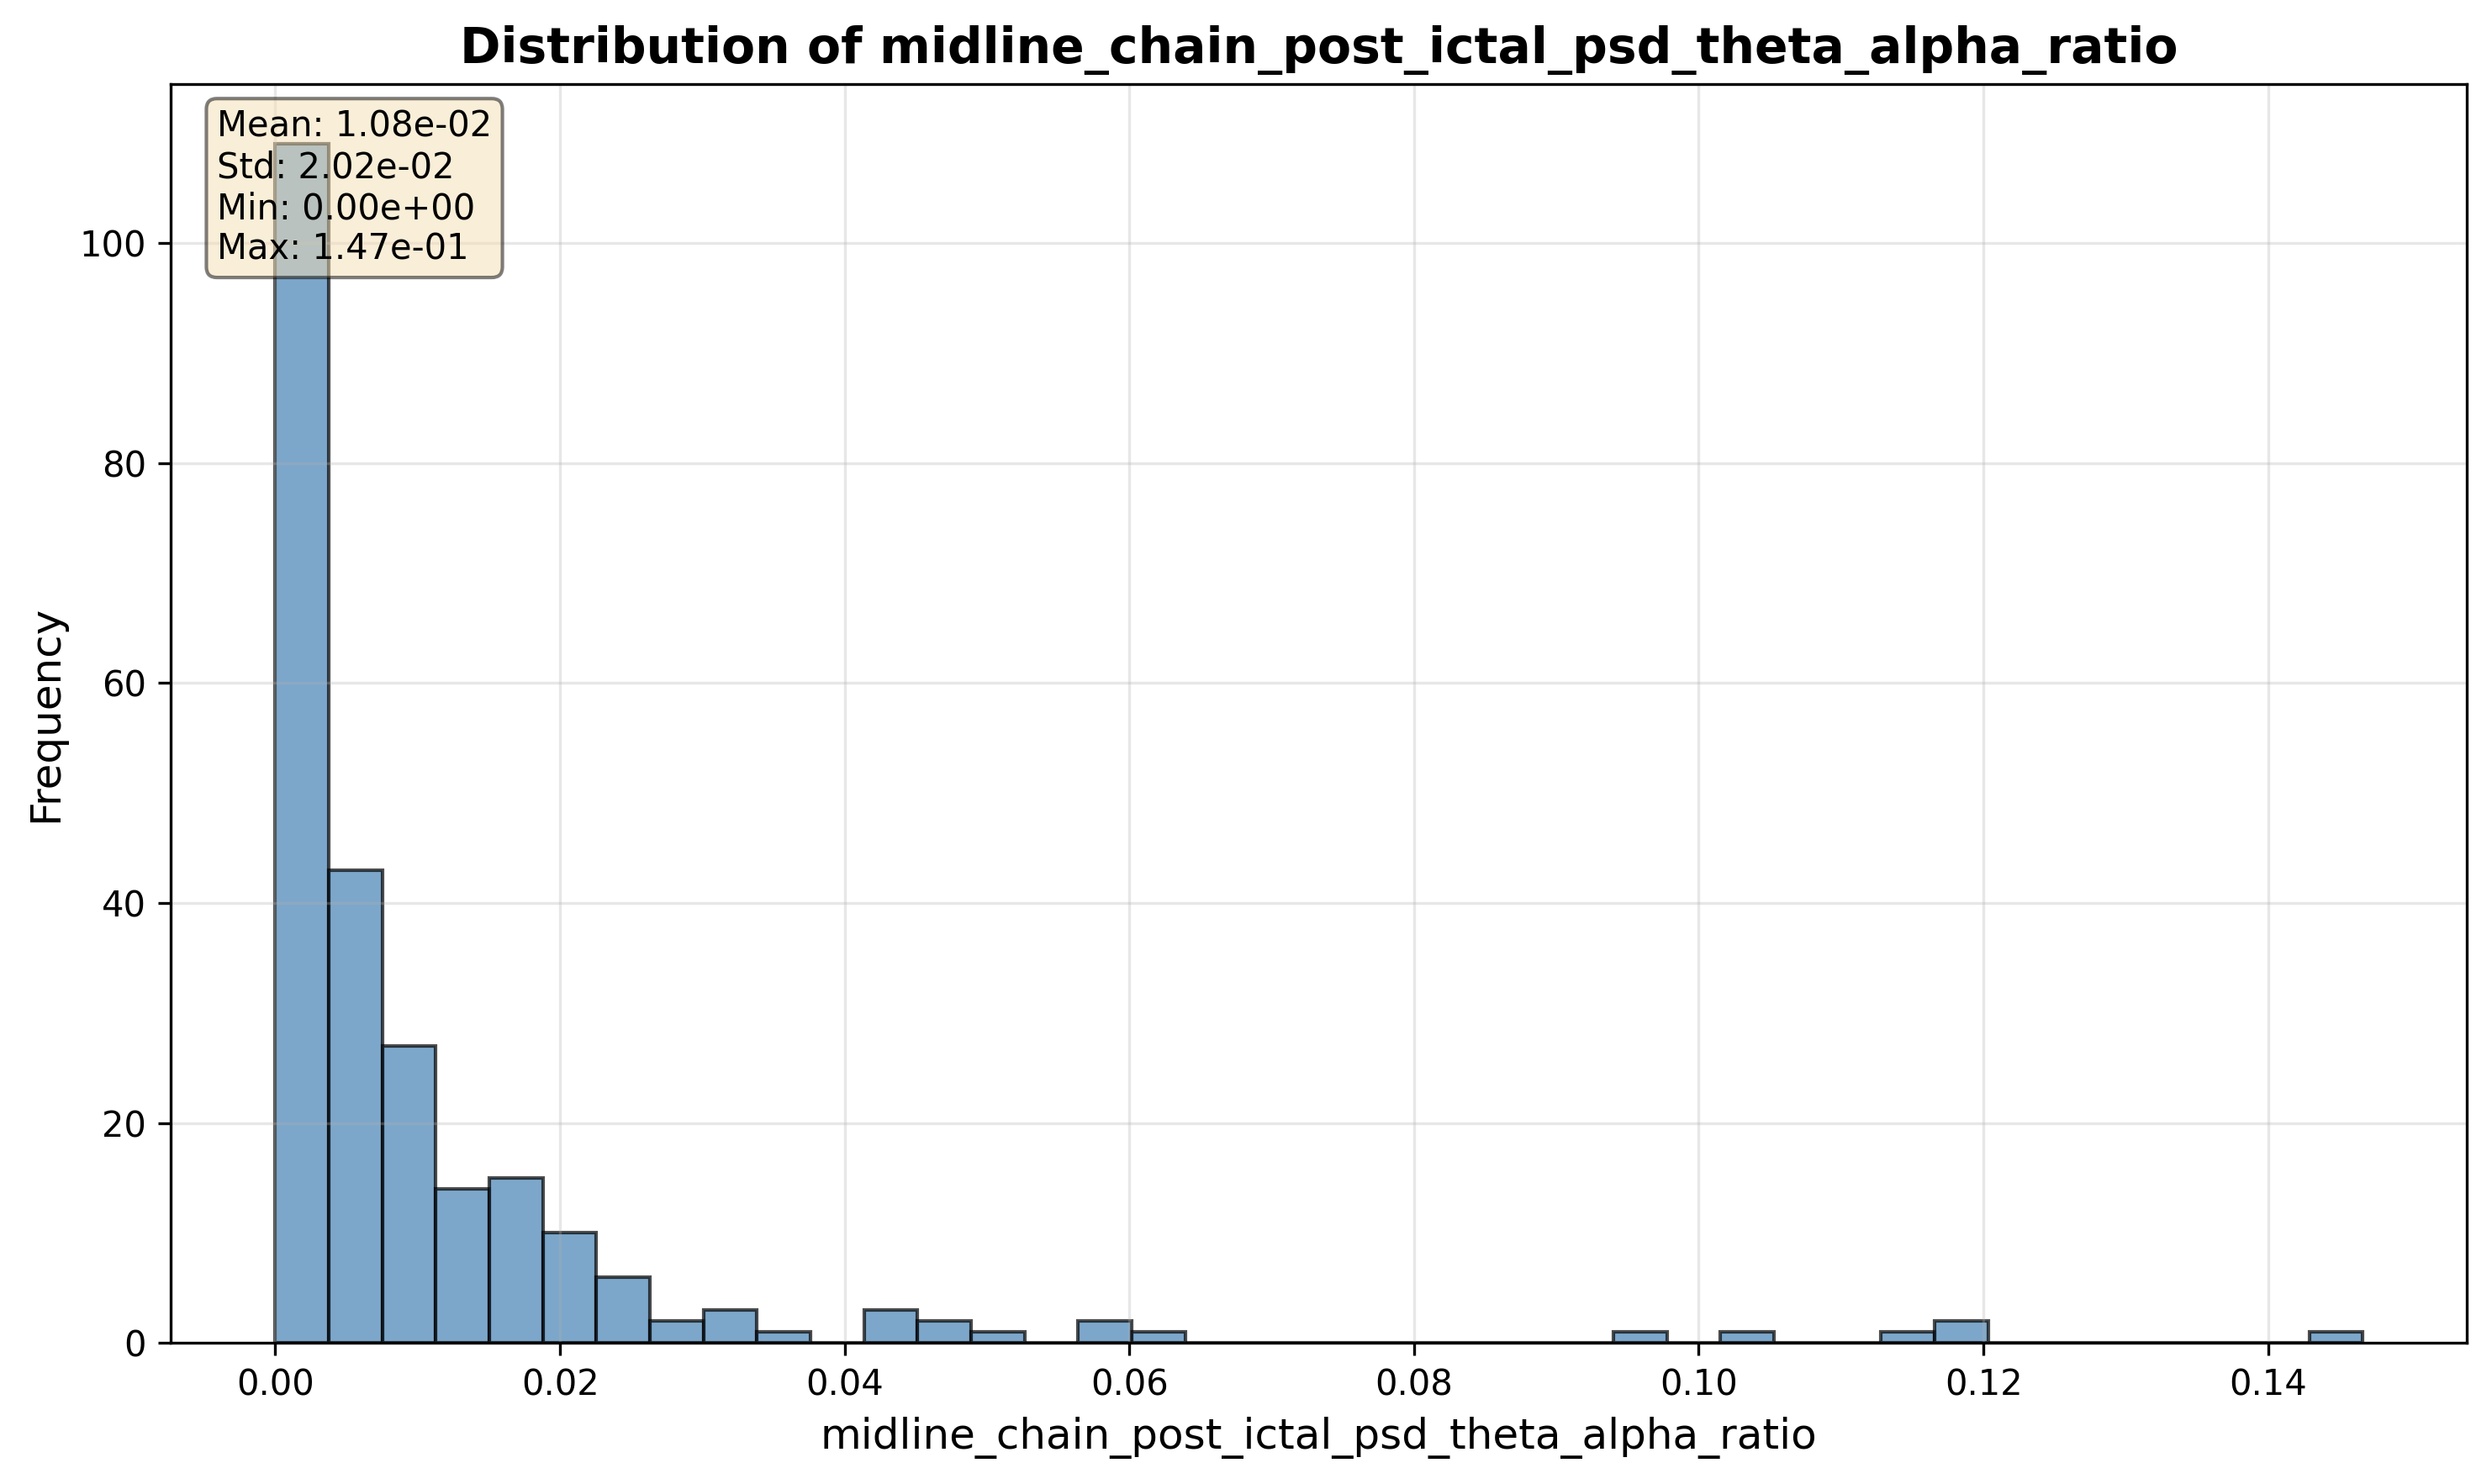 Distribution of midline_chain_post_ictal_psd_theta_alpha_ratio
Mean: 1.08e-02
Std: 2.02e-02
Min: 0.00e+00
Max: 1.47e-01
Frequency
100
80
60
40
20
0
0.00 0.02 0.04 0.06 0.08 0.10 0.12 0.14
midline_chain_post_ictal_psd_theta_alpha_ratio